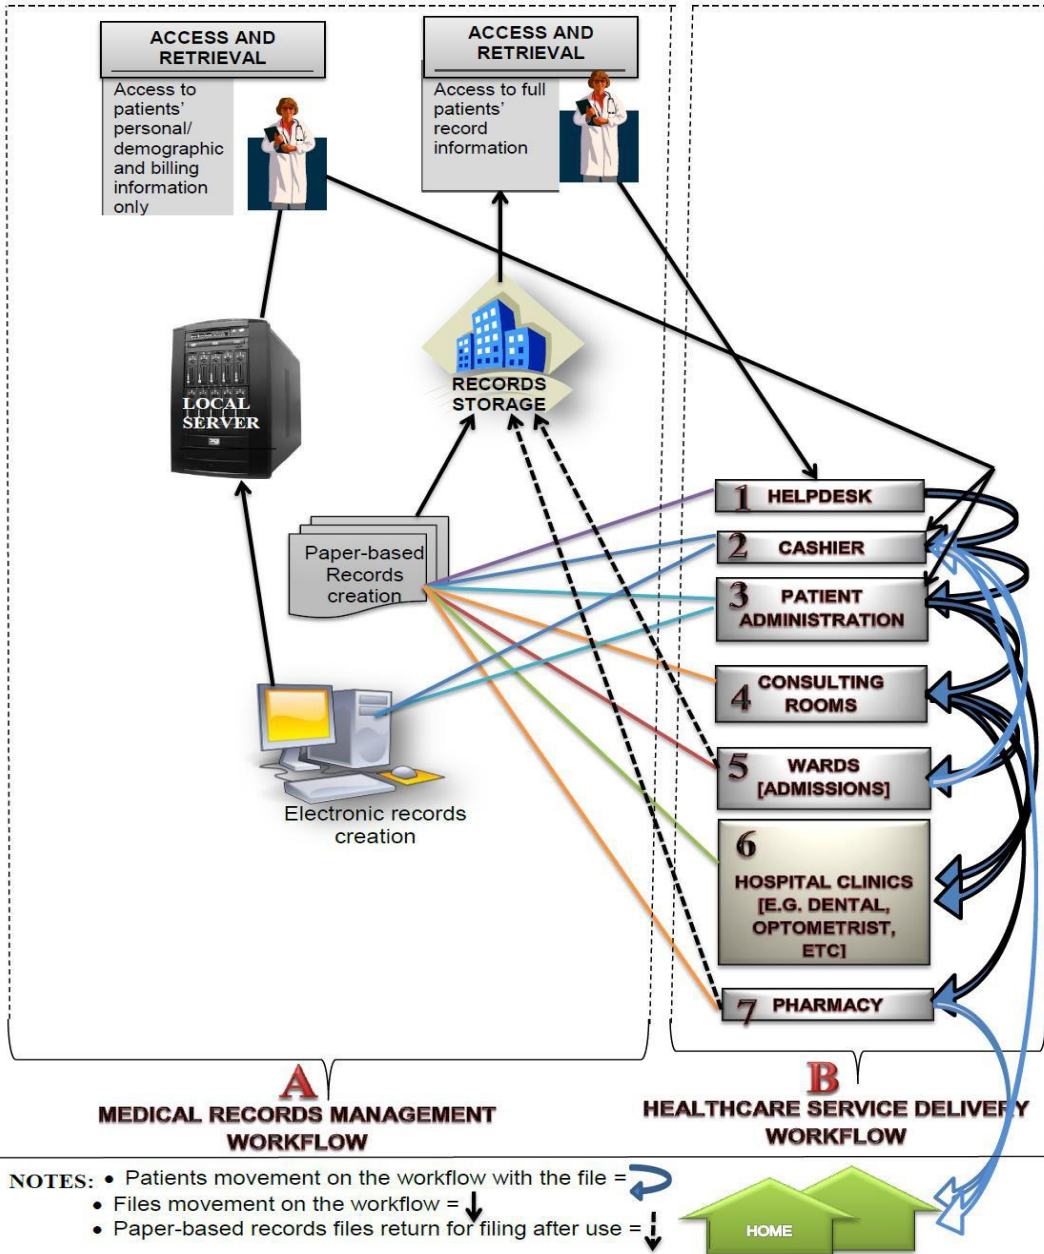 ACCESS AND
RETRIEVAL
Access to
patients'
personal/
demographic
and billing
information
only
ACCESS AND
RETRIEVAL
Access to full
patients'
record
information
RECORDS
STORAGE
LOCAL
SERVER
Paper-based
Records
creation
Electronic records
creation
1 HELPDESK
2 CASHIER
3 PATIENT
ADMINISTRATION
4 CONSULTING
ROOMS
5 WARDS
[ADMISSIONS]
6
HOSPITAL CLINICS
[E.G. DENTAL,
OPTOMETRIST,
ETC]
7 PHARMACY
A
MEDICAL RECORDS MANAGEMENT
WORKFLOW
B
HEALTHCARE SERVICE DELIVERY
WORKFLOW
NOTES: • Patients movement on the workflow with the file =
• Files movement on the workflow =
• Paper-based records files return for filing after use =
HOME